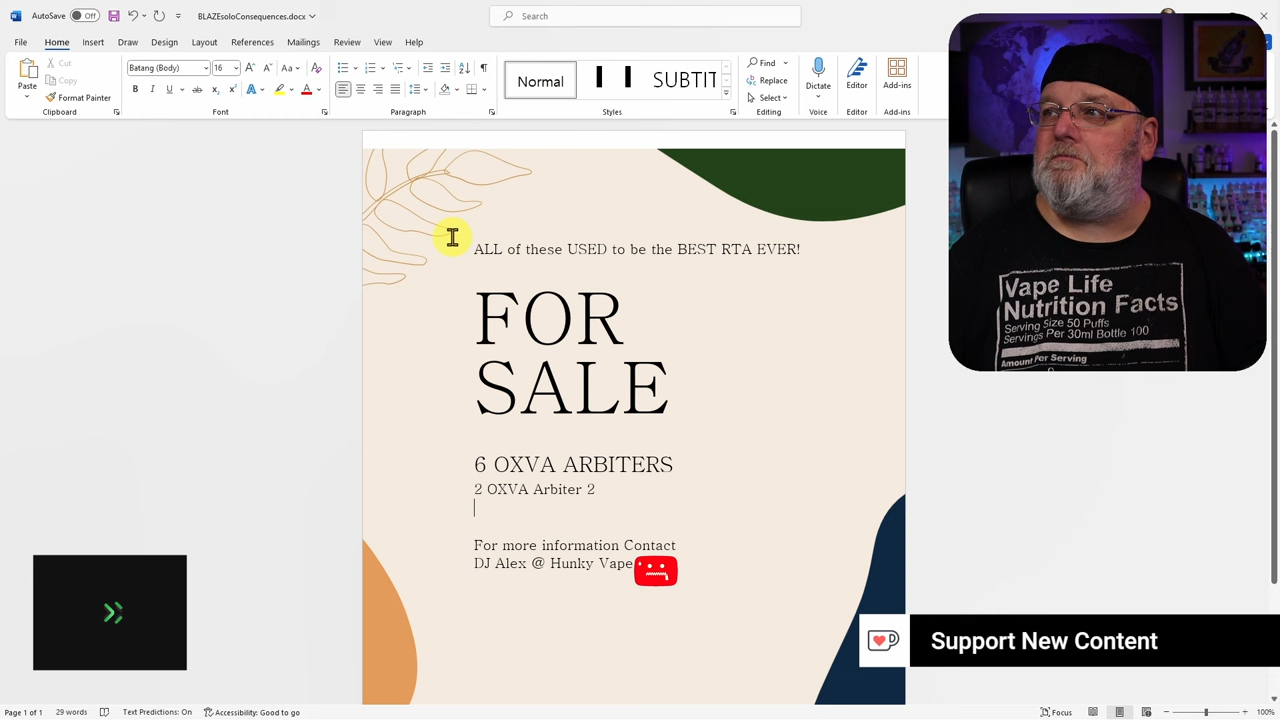 AutoSave Off BLAZEsoloConsequences.docx Search
File Home Insert Draw Design Layout References Mailings Review View Help
Paste Cut Copy Format Painter
Batang (Body) 16
Normal SUBTIT
Find Replace Select
Dictate Editor Add-ins
Clipboard Font Paragraph Styles Editing Voice Editor Add-ins
ALL of these USED to be the BEST RTA EVER!
FOR
SALE
6 OXVA ARBITERS
2 OXVA Arbiter 2
For more information Contact
DJ Alex @ Hunky Vape
Vape Life
Nutrition Facts
Serving Size 50 Puffs
Servings Per 30ml Bottle 100
Amount Per Serving
Support New Content
Page 1 of 1 29 words Text Predictions: On Accessibility: Good to go Focus 100%